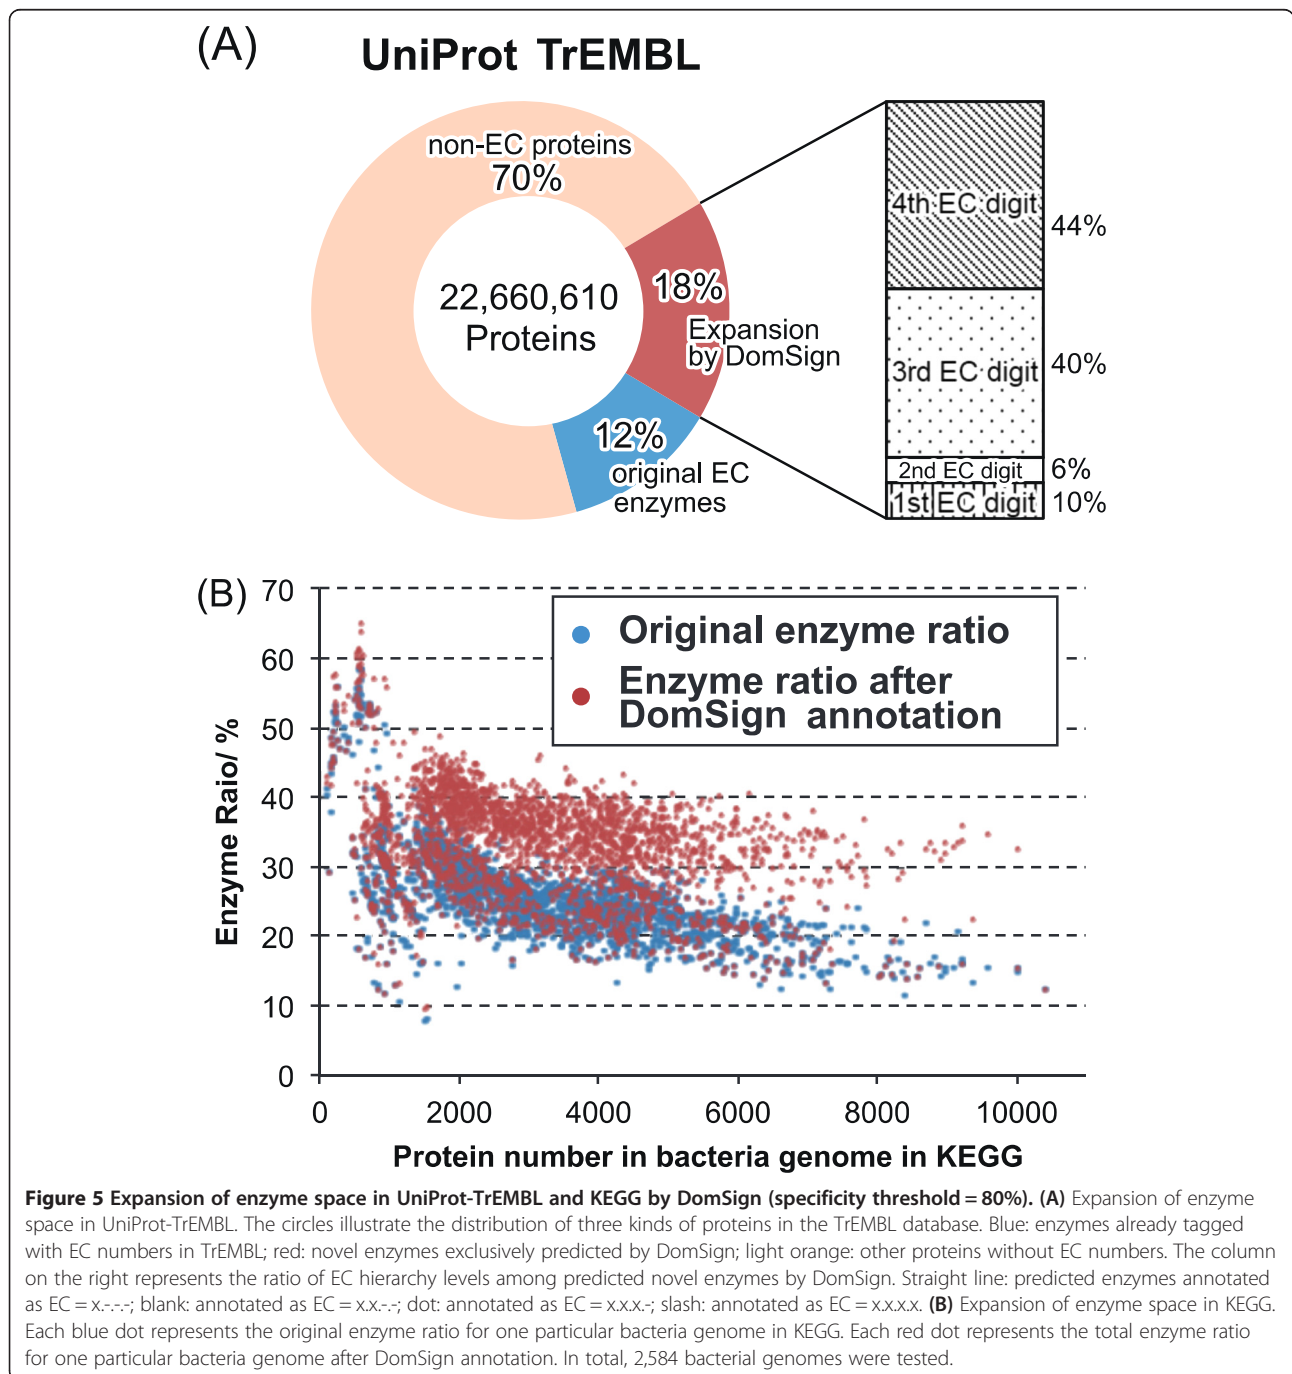 (A)
UniProt TrEMBL
non-EC proteins
70%
22,660,610
Proteins
18%
Expansion
by DomSign
12%
original EC
enzymes
4th EC digit
44%
3rd EC digit
40%
2nd EC digit
6%
1st EC digit
10%
(B)
Original enzyme ratio
Enzyme ratio after
DomSign annotation
Enzyme Raio/ %
70
60
50
40
30
20
10
0
0
2000
4000
6000
8000
10000
Protein number in bacteria genome in KEGG
Figure 5 Expansion of enzyme space in UniProt-TrEMBL and KEGG by DomSign (specificity threshold = 80%). (A) Expansion of enzyme
space in UniProt-TrEMBL. The circles illustrate the distribution of three kinds of proteins in the TrEMBL database. Blue: enzymes already tagged
with EC numbers in TrEMBL; red: novel enzymes exclusively predicted by DomSign; light orange: other proteins without EC numbers. The column
on the right represents the ratio of EC hierarchy levels among predicted novel enzymes by DomSign. Straight line: predicted enzymes annotated
as EC = x.-.-.-; blank: annotated as EC = x.x.-.-; dot: annotated as EC = x.x.x.-; slash: annotated as EC = x.x.x.x. (B) Expansion of enzyme space in KEGG.
Each blue dot represents the original enzyme ratio for one particular bacteria genome in KEGG. Each red dot represents the total enzyme ratio
for one particular bacteria genome after DomSign annotation. In total, 2,584 bacterial genomes were tested.